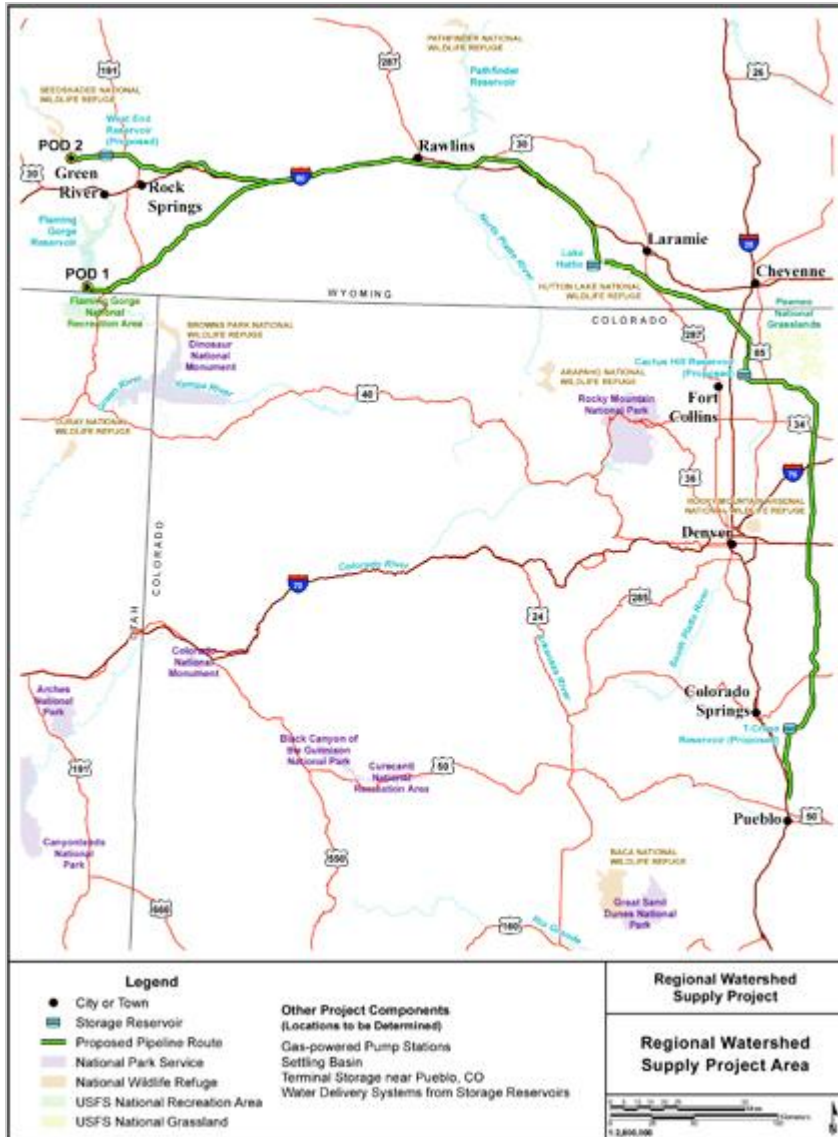 PATHFINDER NATIONAL
WILDLIFE REFUGE
191
287
26
Pathfinder
Reservoir
SEEDSKADEE NATIONAL
WILDLIFE REFUGE
West End
Reservoir
(Proposed)
POD 2
Rawlins
30
Green
River
30
Rock
Springs
80
Flaming
Gorge
Reservoir
North Platte River
Laramie
25
Lake
Hattie
Cheyenne
POD 1
WYOMING
HUTTON LAKE NATIONAL
WILDLIFE REFUGE
Flaming Gorge
National
Recreation Area
COLORADO
Pawnee
National
Grasslands
BROWNS PARK NATIONAL
WILDLIFE REFUGE
Dinosaur
National
Monument
287
85
Cactus Hill Reservoir
(Proposed)
ARAPAHO NATIONAL
WILDLIFE REFUGE
Green River
Yampa River
40
Rocky Mountain
National Park
Fort
Collins
34
OURAY NATIONAL
WILDLIFE REFUGE
36
76
ROCKY MOUNTAIN ARSENAL
NATIONAL WILDLIFE REFUGE
Denver
UTAH
COLORADO
Colorado River
70
285
24
South Platte River
Arkansas River
Colorado
National
Monument
Arches
National
Park
Colorado
Springs
T-Cross
Reservoir (Proposed)
Black Canyon of
the Gunnison
National Park
Curecanti
National
Recreation Area
50
191
Pueblo
50
Canyonlands
National
Park
550
BACA NATIONAL
WILDLIFE REFUGE
Great Sand
Dunes National
Park
666
Rio Grande
160
Legend
City or Town
Storage Reservoir
Proposed Pipeline Route
National Park Service
National Wildlife Refuge
USFS National Recreation Area
USFS National Grassland
Other Project Components
(Locations to be Determined)
Gas-powered Pump Stations
Settling Basin
Terminal Storage near Pueblo, CO
Water Delivery Systems from Storage Reservoirs
Regional Watershed
Supply Project
Regional Watershed
Supply Project Area